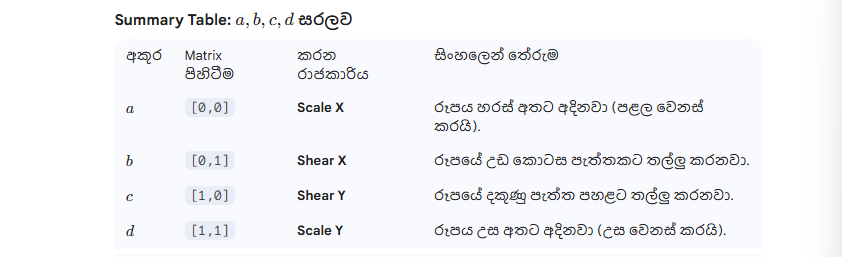 Summary Table: a, b, c, d සරලව
අකුර Matrix පිහිටීම කරන රාජකාරිය සිංහලෙන් තේරුම
a [0,0] Scale X රූපය හරස් අතට අදිනවා (පළල වෙනස් කරයි).
b [0,1] Shear X රූපයේ උඩ කොටස පැත්තකට තල්ලු කරනවා.
c [1,0] Shear Y රූපයේ දකුණු පැත්ත පහළට තල්ලු කරනවා.
d [1,1] Scale Y රූපය උස අතට අදිනවා (උස වෙනස් කරයි).